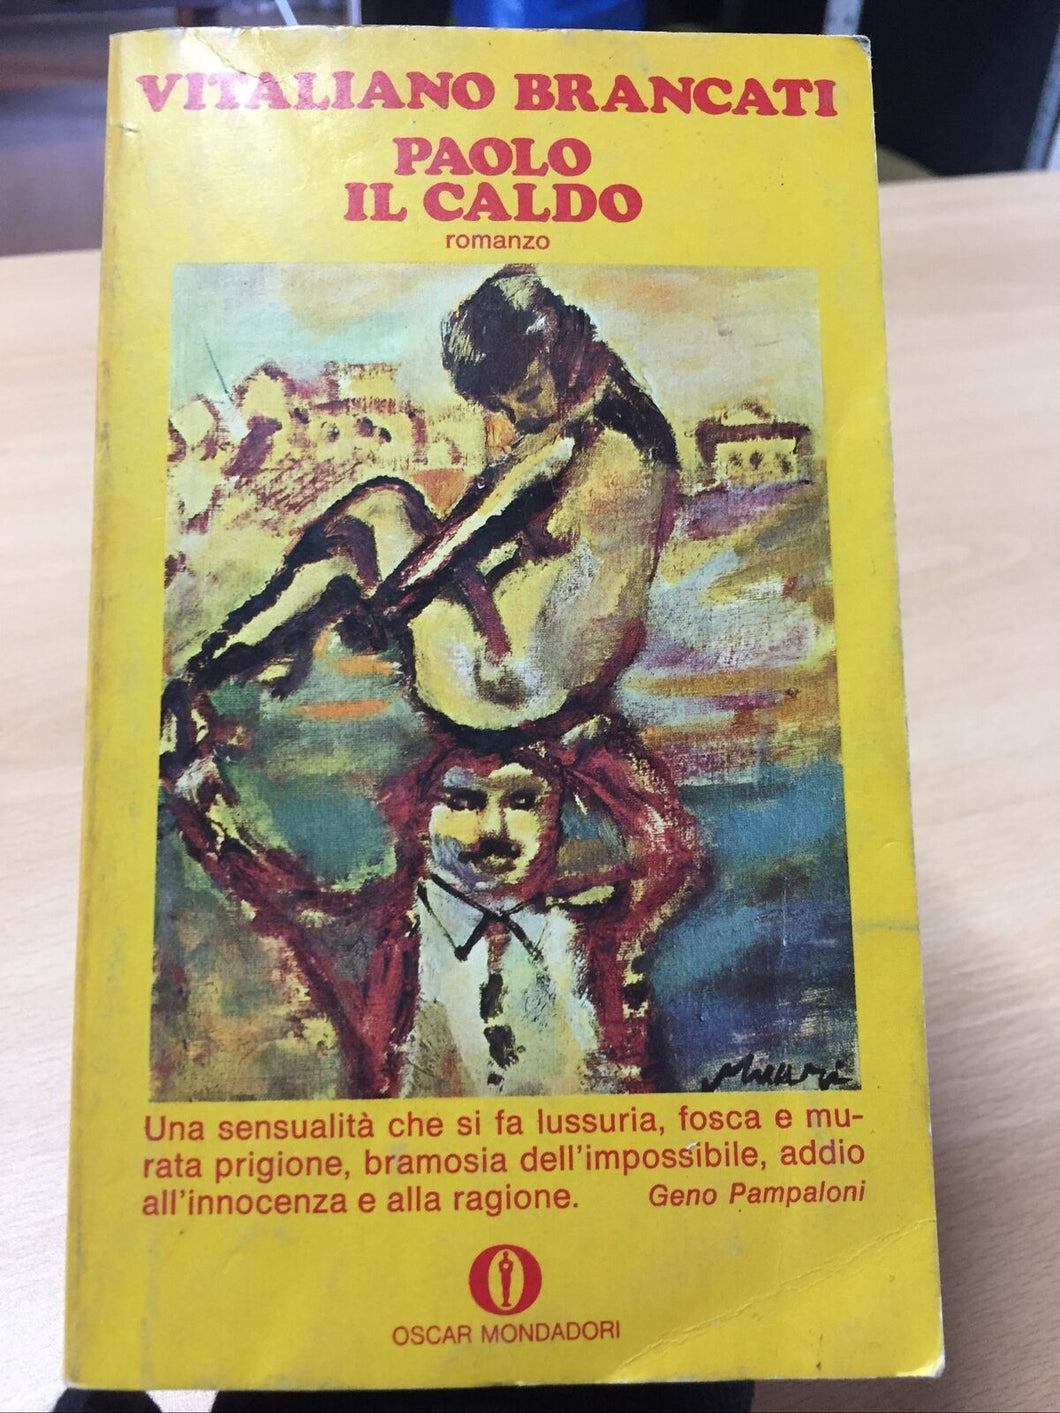 VITALIANO BRANCATI
PAOLO
IL CALDO
romanzo
Una sensualità che si fa lussuria, fosca e mu-
rata prigione, bramosia dell'impossibile, addio
all'innocenza e alla ragione. Geno Pampaloni
OSCAR MONDADORI